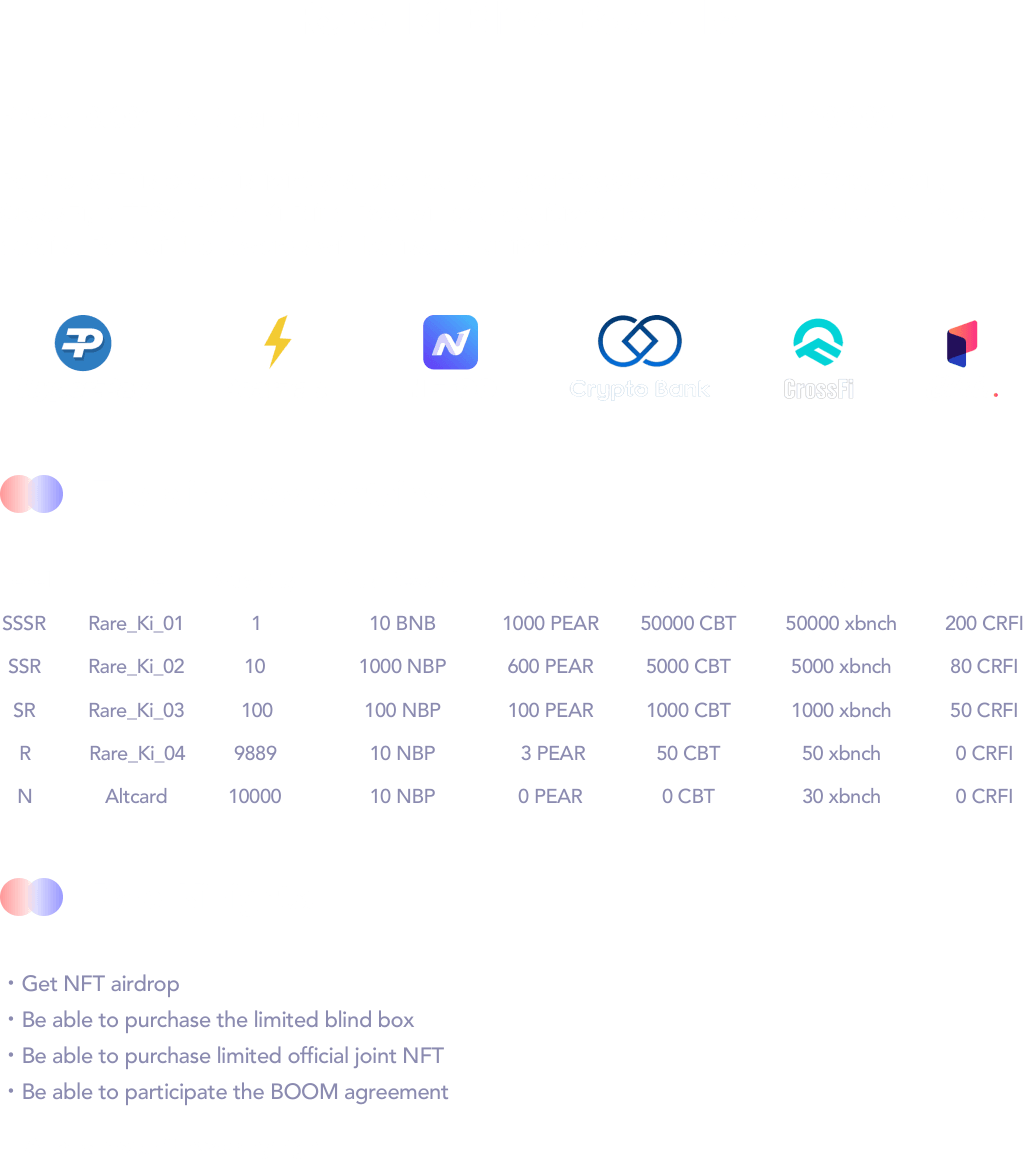 Crypto Bank CrossFi
SSSR Rare_Ki_01 1 10 BNB 1000 PEAR 50000 CBT 50000 xbnch 200 CRFI
SSR Rare_Ki_02 10 1000 NBP 600 PEAR 5000 CBT 5000 xbnch 80 CRFI
SR Rare_Ki_03 100 100 NBP 100 PEAR 1000 CBT 1000 xbnch 50 CRFI
R Rare_Ki_04 9889 10 NBP 3 PEAR 50 CBT 50 xbnch 0 CRFI
N Altcard 10000 10 NBP 0 PEAR 0 CBT 30 xbnch 0 CRFI
・Get NFT airdrop
・Be able to purchase the limited blind box
・Be able to purchase limited official joint NFT
・Be able to participate the BOOM agreement